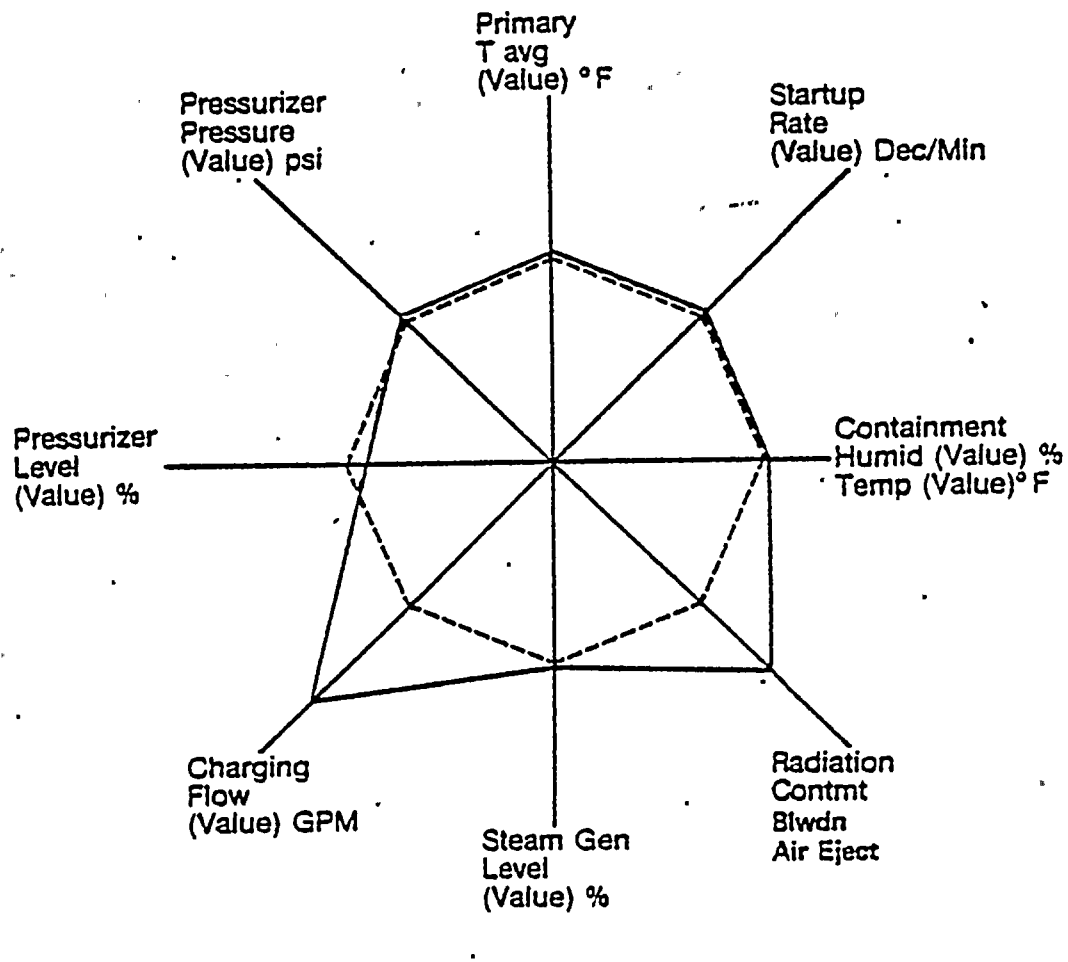 Primary
T avg
(Value) °F
Startup
Rate
(Value) Dec/Min
Pressurizer
Pressure
(Value) psi
Containment
Humid (Value) %
Temp (Value)°F
Pressurizer
Level
(Value) %
Radiation
Contmt
Blwdn
Air Eject
Charging
Flow
(Value) GPM
Steam Gen
Level
(Value) %